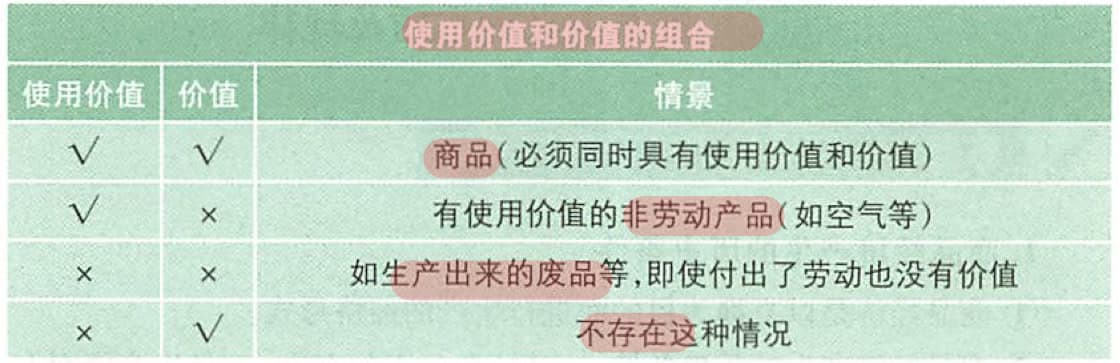 使用价值和价值的组合
使用价值 价值 情景
√ √ 商品(必须同时具有使用价值和价值)
√ × 有使用价值的非劳动产品(如空气等)
× × 如生产出来的废品等,即使付出了劳动也没有价值
× √ 不存在这种情况